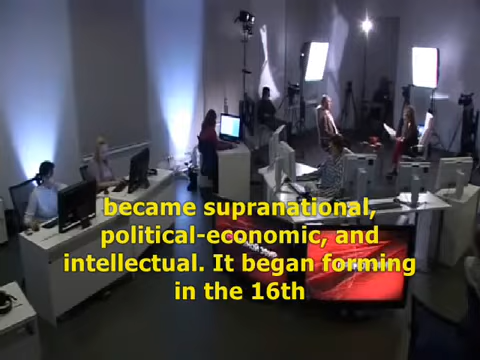 became supranational,
political-economic, and
intellectual. It began forming
in the 16th